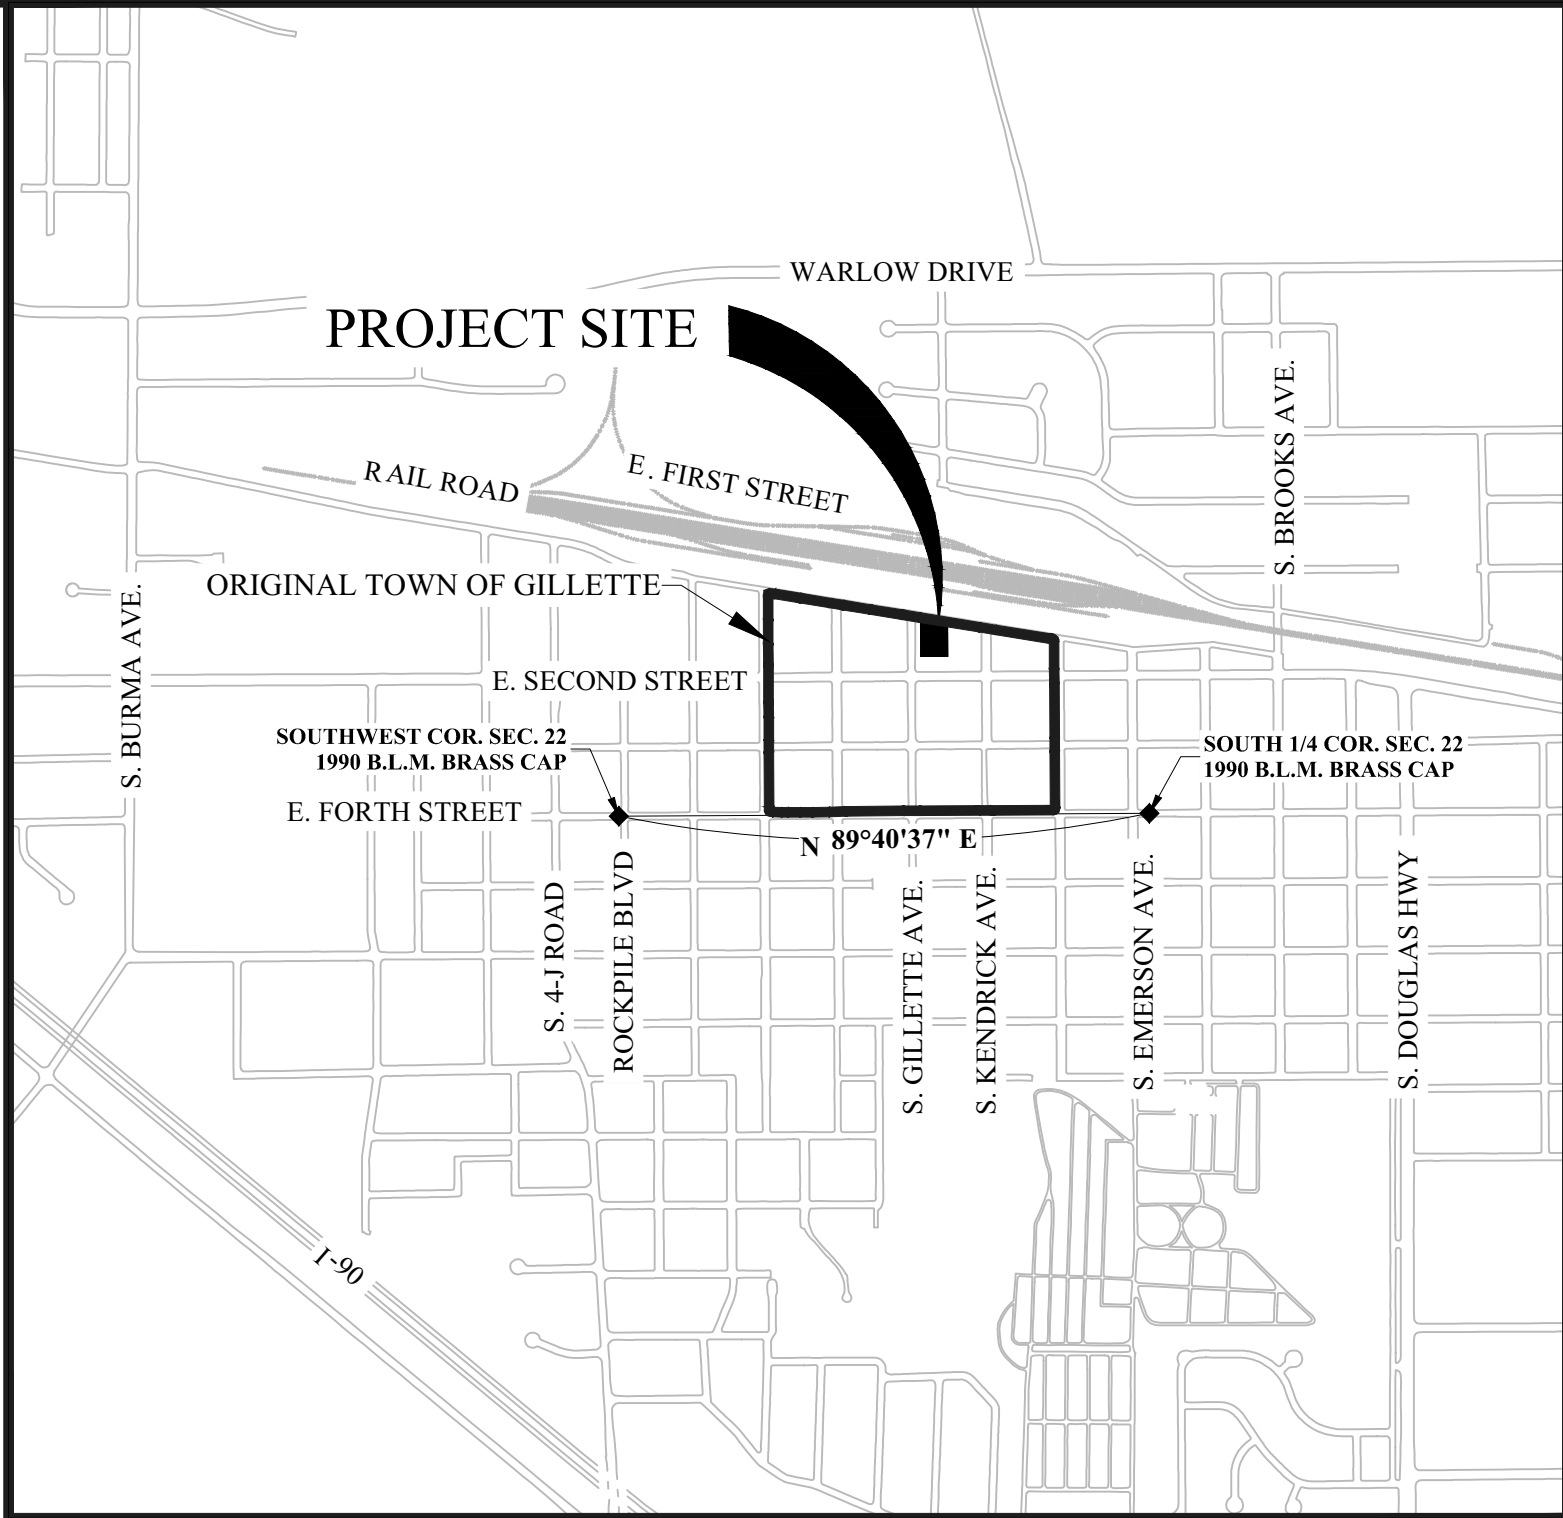 WARLOW DRIVE
PROJECT SITE
S. BROOKS AVE.
RAIL ROAD
E. FIRST STREET
ORIGINAL TOWN OF GILLETTE
S. BURMA AVE.
E. SECOND STREET
SOUTHWEST COR. SEC. 22
1990 B.L.M. BRASS CAP
SOUTH 1/4 COR. SEC. 22
1990 B.L.M. BRASS CAP
E. FORTH STREET
N 89°40'37" E
S. 4-J ROAD
ROCKPILE BLVD
S. GILLETTE AVE.
S. KENDRICK AVE.
S. EMERSON AVE.
S. DOUGLAS HWY
I-90